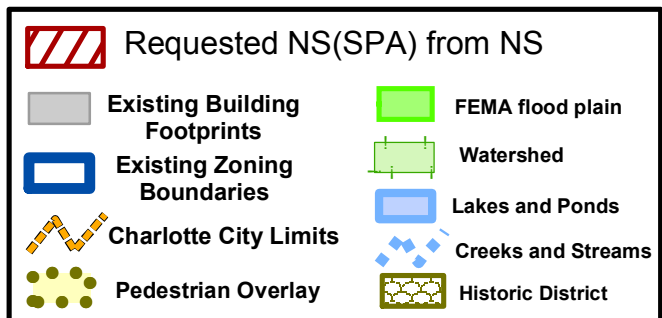 Requested NS(SPA) from NS
Existing Building
Footprints
Existing Zoning
Boundaries
Charlotte City Limits
Pedestrian Overlay
FEMA flood plain
Watershed
Lakes and Ponds
Creeks and Streams
Historic District